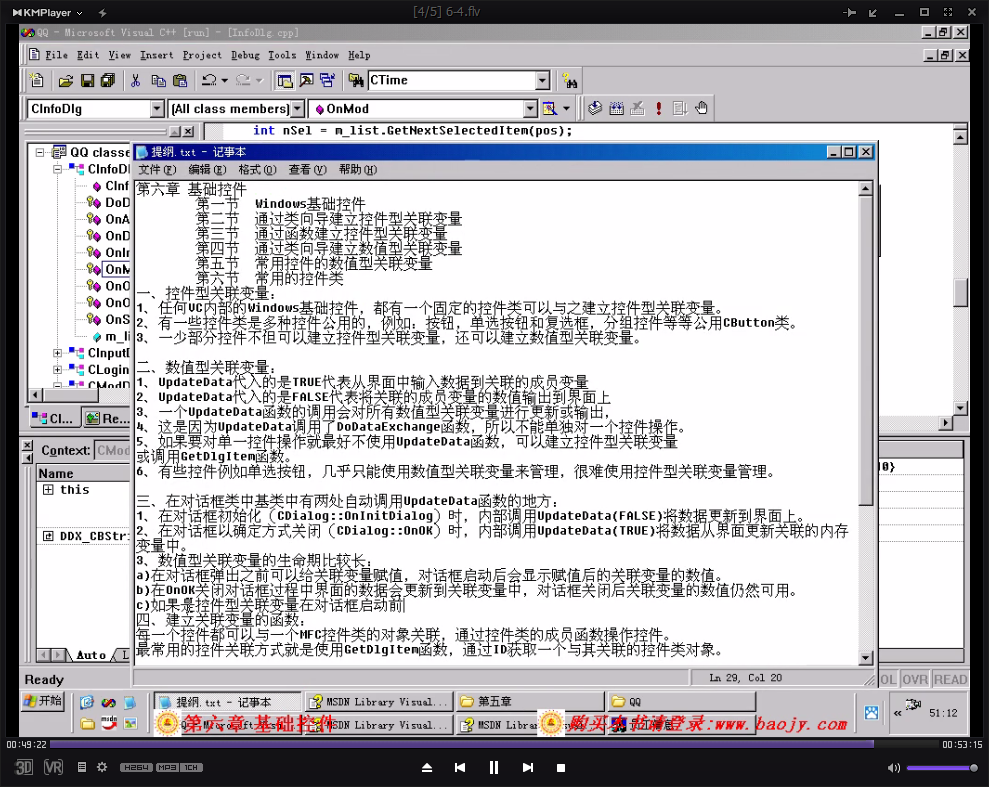 KMPlayer
[4/5] 6-4.flv
QQ - Microsoft Visual C++ [run] - [InfoDlg.cpp]
File Edit View Insert Project Debug Tools Window Help
CTime
CInfoDlg [All class members] OnMod
int nSel = m_list.GetNextSelectedItem(pos);
QQ classe
CInfoDl
CInf
DoD
OnA
OnD
OnIn
OnM
OnO
OnO
OnS
m_li
CInputD
CLogin
CModD
Cl... Re...
提纲.txt - 记事本
文件(F) 编辑(E) 格式(O) 查看(V) 帮助(H)
第六章 基础控件
第一节 Windows基础控件
第二节 通过类向导建立控件型关联变量
第三节 通过函数建立控件型关联变量
第四节 通过类向导建立数值型关联变量
第五节 常用控件的数值型关联变量
第六节 常用的控件类
一、控件型关联变量:
1、任何VC内部的Windows基础控件，都有一个固定的控件类可以与之建立控件型关联变量。
2、有一些控件类是多种控件公用的，例如：按钮，单选按钮和复选框，分组控件等等公用CButton类。
3、一少部分控件不但可以建立控件型关联变量，还可以建立数值型关联变量。
二、数值型关联变量:
1、UpdateData代入的是TRUE代表从界面中输入数据到关联的成员变量
2、UpdateData代入的是FALSE代表将关联的成员变量的数值输出到界面上
3、一个UpdateData函数的调用会对所有数值型关联变量进行更新或输出，
4、这是因为UpdateData调用了DoDataExchange函数，所以不能单独对一个控件操作。
5、如果要对单一控件操作就最好不使用UpdateData函数，可以建立控件型关联变量
或调用GetDlgItem函数。
6、有些控件例如单选按钮，几乎只能使用数值型关联变量来管理，很难使用控件型关联变量管理。
三、在对话框类中基类中有两处自动调用UpdateData函数的地方:
1、在对话框初始化（CDialog::OnInitDialog）时，内部调用UpdateData(FALSE)将数据更新到界面上。
2、在对话框以确定方式关闭（CDialog::OnOK）时，内部调用UpdateData(TRUE)将数据从界面更新关联的内存
变量中。
3、数值型关联变量的生命期比较长:
a)在对话框弹出之前可以给关联变量赋值，对话框启动后会显示赋值后的关联变量的数值。
b)在OnOK关闭对话框过程中界面的数据会更新到关联变量中，对话框关闭后关联变量的数值仍然可用。
c)如果是控件型关联变量在对话框启动前
四、建立关联变量的函数:
每一个控件都可以与一个MFC控件类的对象关联，通过控件类的成员函数操作控件。
最常用的控件关联方式就是使用GetDlgItem函数，通过ID获取一个与其关联的控件类对象。
Ln 29, Col 20
Context: CMod
Name
this
DDX_CBStri
Auto
Ready
OL OVR READ
开始 提纲.txt - 记事本 MSDN Library Visual... 第五章 QQ
MSDN Library Visual...
« 51:12
第六章 基础控件 购买本书请登录:www.baojy.com
00:49:22 00:53:15
3D VR H264 MP3 1CH